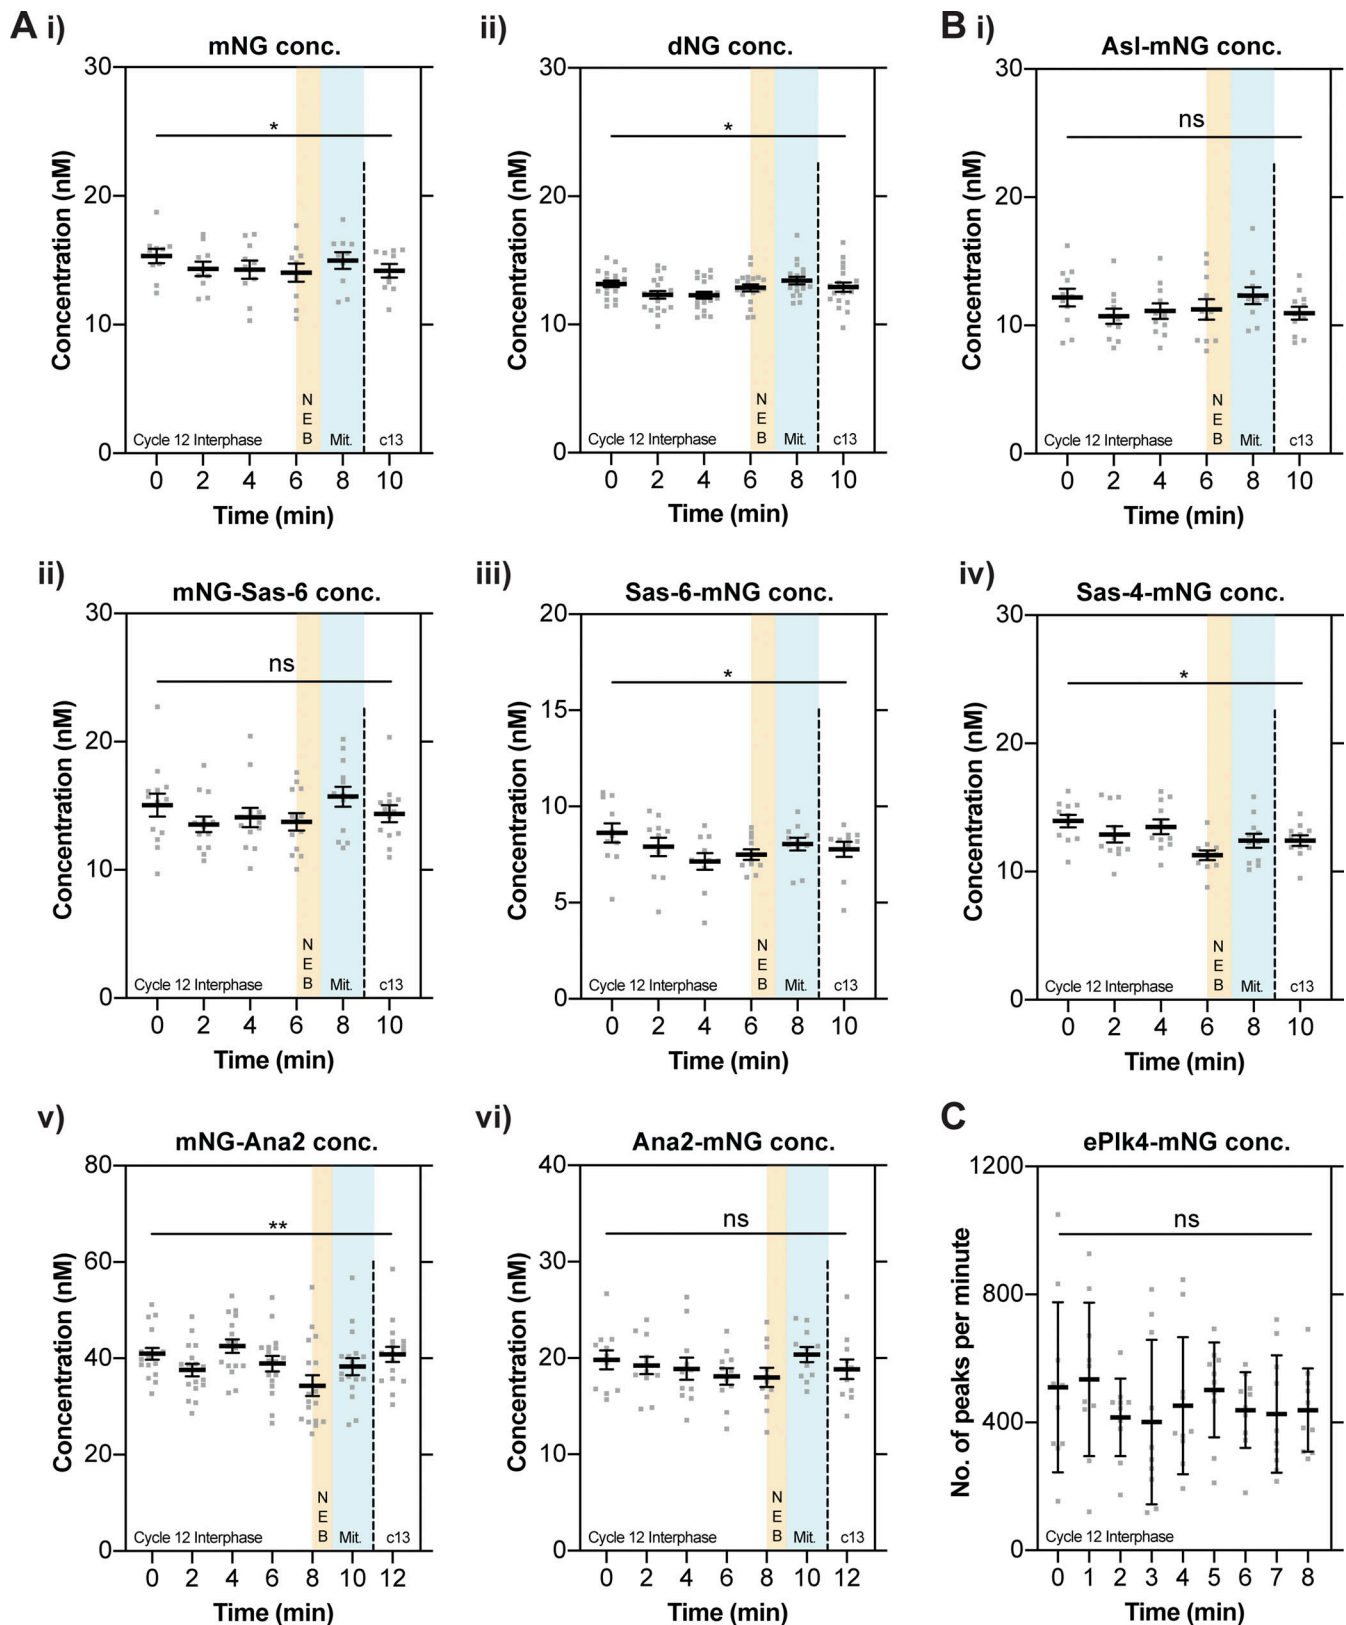 A i)
mNG conc.
Concentration (nM)
30
20
10
0
*
N
E
B
Cycle 12 Interphase
Mit.
c13
0 2 4 6 8 10
Time (min)
ii)
dNG conc.
Concentration (nM)
30
20
10
0
*
N
E
B
Cycle 12 Interphase
Mit.
c13
0 2 4 6 8 10
Time (min)
B i)
Asl-mNG conc.
Concentration (nM)
30
20
10
0
ns
N
E
B
Cycle 12 Interphase
Mit.
c13
0 2 4 6 8 10
Time (min)
ii)
mNG-Sas-6 conc.
Concentration (nM)
30
20
10
0
ns
N
E
B
Cycle 12 Interphase
Mit.
c13
0 2 4 6 8 10
Time (min)
iii)
Sas-6-mNG conc.
Concentration (nM)
20
15
10
5
0
*
N
E
B
Cycle 12 Interphase
Mit.
c13
0 2 4 6 8 10
Time (min)
iv)
Sas-4-mNG conc.
Concentration (nM)
30
20
10
0
*
N
E
B
Cycle 12 Interphase
Mit.
c13
0 2 4 6 8 10
Time (min)
v)
mNG-Ana2 conc.
Concentration (nM)
80
60
40
20
0
**
N
E
B
Cycle 12 Interphase
Mit.
c13
0 2 4 6 8 10 12
Time (min)
vi)
Ana2-mNG conc.
Concentration (nM)
40
30
20
10
0
ns
N
E
B
Cycle 12 Interphase
Mit.
c13
0 2 4 6 8 10 12
Time (min)
C
ePlk4-mNG conc.
No. of peaks per minute
1200
800
400
0
ns
Cycle 12 Interphase
0 1 2 3 4 5 6 7 8
Time (min)